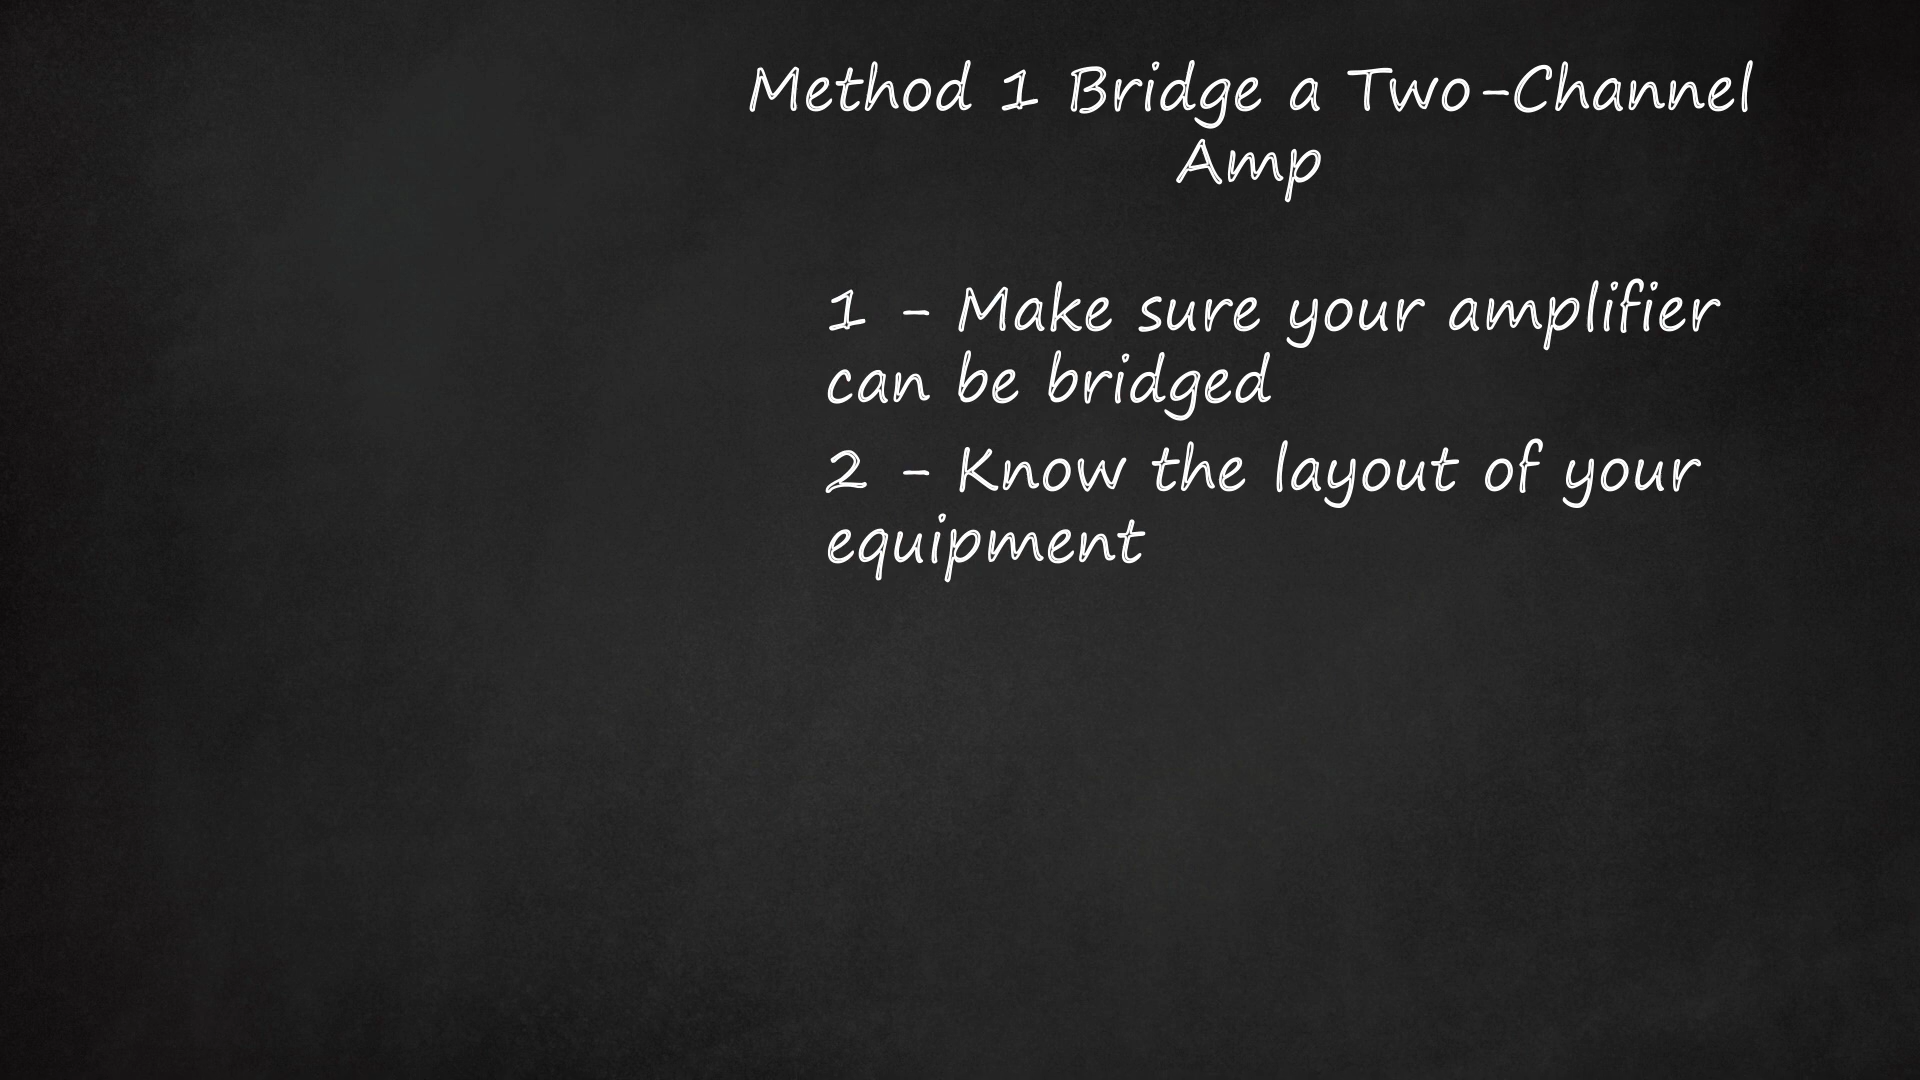 Method 1 Bridge a Two-Channel
Amp
1 - Make sure your amplifier
can be bridged
2 - Know the layout of your
equipment